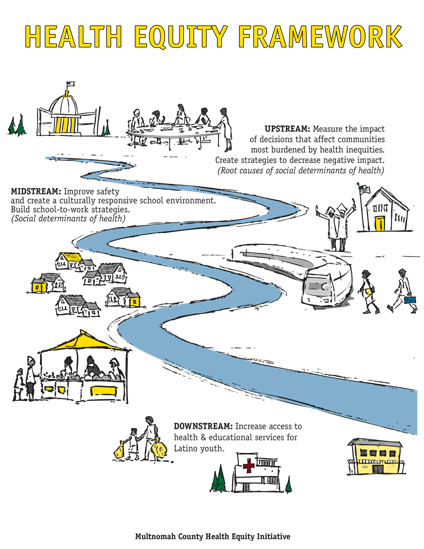 HEALTH EQUITY FRAMEWORK
UPSTREAM: Measure the impact
of decisions that affect communities
most burdened by health inequities.
Create strategies to decrease negative impact.
(Root causes of social determinants of health)
MIDSTREAM: Improve safety
and create a culturally responsive school environment.
Build school-to-work strategies.
(Social determinants of health)
DOWNSTREAM: Increase access to
health & educational services for
Latino youth.
Multnomah County Health Equity Initiative